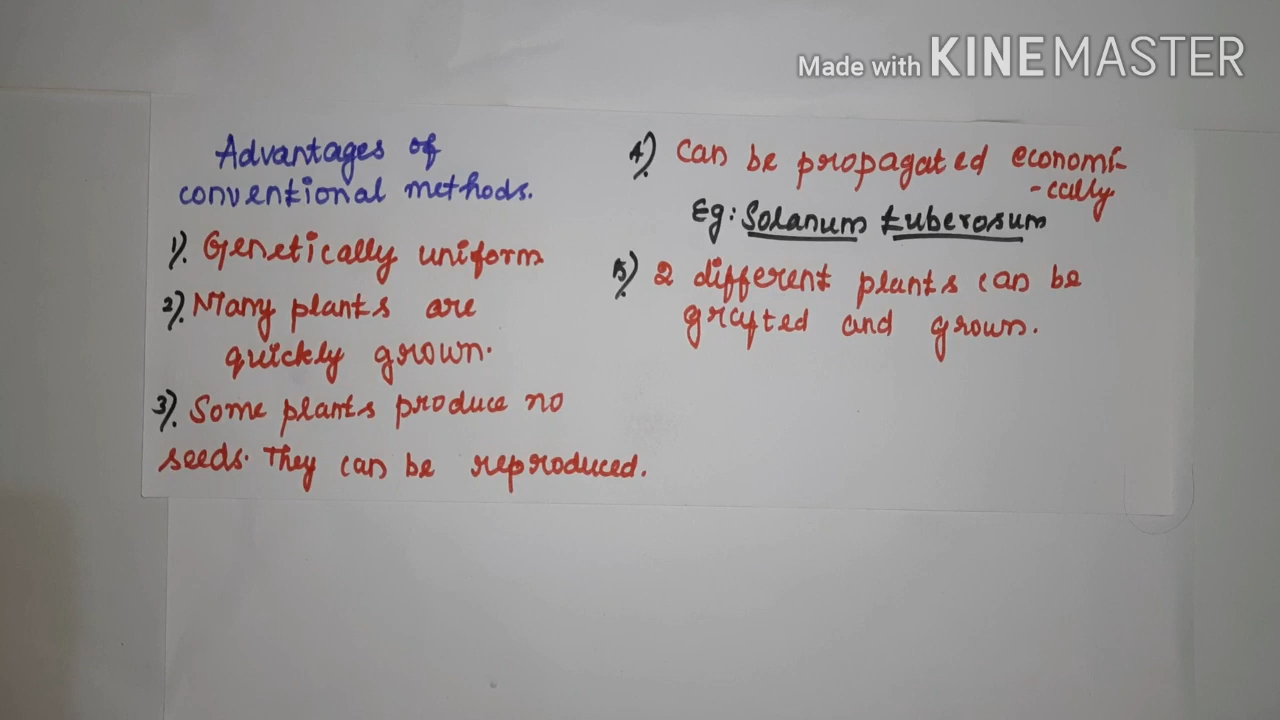 Made with KINEMASTER
Advantages of
conventional methods.
1). Genetically uniform
2). Many plants are
quickly grown.
3). Some plants produce no
seeds. They can be reproduced.
4.) Can be propagated economi-
-cally
Eg: Solanum tuberosum
5.) 2 different plants can be
grafted and grown.